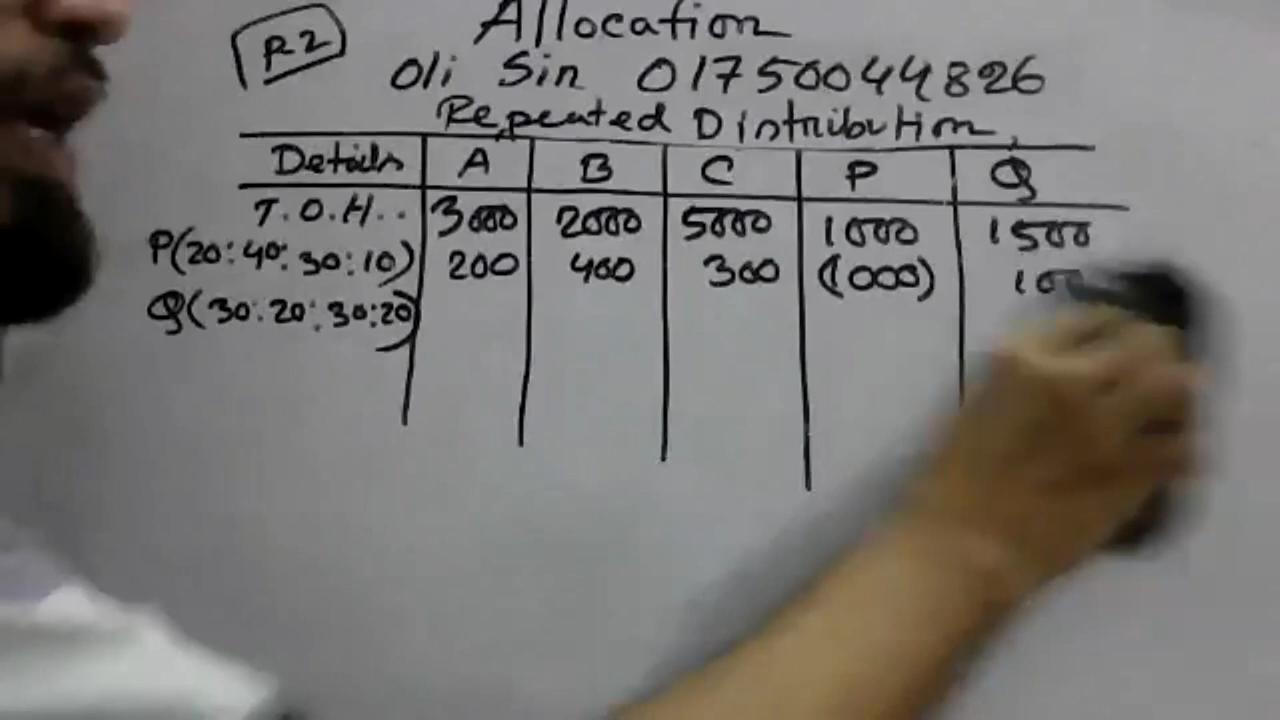 R2
Allocation
Oli Sin 01750044826
Repeated Distribution
Details A B C P Q
T.O.H.. 3000 2000 5000 1000 1500
P(20:40:30:10) 200 400 300 (1000)
Q(30:20:30:20)